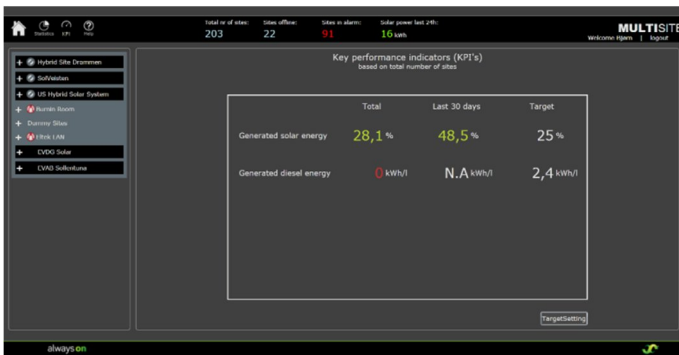 Total nr of sites:
Sites offline:
Sites in alarm:
Solar power last 24h:
203
22
91
16 kWh
Statistics
KPI
Help
MULTISITE
Welcome Hjørn | logout
+ Hybrid Site Drammen
+ SolVeisten
+ US Hybrid Solar System
+ Burnin Room
+ Dummy Sites
+ Eltek LAN
+ CVDG Solar
+ CVAB Sollentuna
Key performance indicators (KPI's)
based on total number of sites
Total
Last 30 days
Target
Generated solar energy 28,1 % 48,5 % 25 %
Generated diesel energy 0 kWh/l N.A kWh/l 2,4 kWh/l
TargetSetting
always on